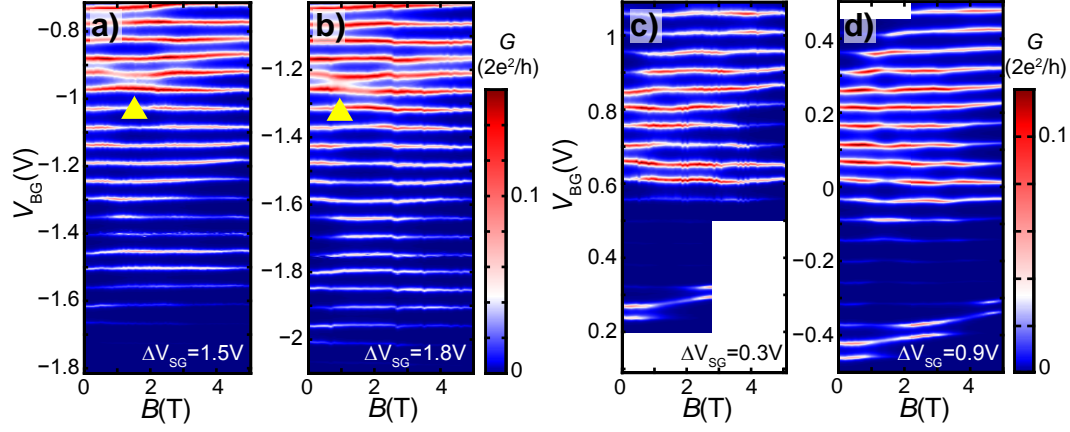 a)
−0.8
−1
−1.2
−1.4
−1.6
−1.8
V_BG(V)
0 2 4
B(T)
ΔV_SG=1.5V
b)
−1.2
−1.4
−1.6
−1.8
−2
0 2 4
B(T)
ΔV_SG=1.8V
G
(2e²/h)
0.1
0
c)
1
0.8
0.6
0.4
0.2
V_BG(V)
0 2 4
B(T)
ΔV_SG=0.3V
d)
0.4
0.2
0
−0.2
−0.4
0 2 4
B(T)
ΔV_SG=0.9V
G
(2e²/h)
0.1
0